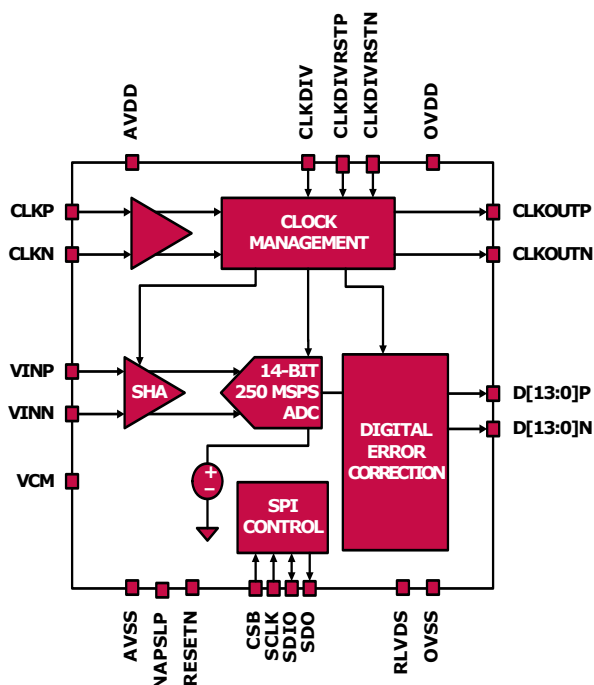 AVDD
CLKDIV
CLKDIVRSTP
CLKDIVRSTN
OVDD
CLKP
CLKN
CLOCK
MANAGEMENT
CLKOUTP
CLKOUTN
VINP
VINN
SHA
14-BIT
250 MSPS
ADC
DIGITAL
ERROR
CORRECTION
D[13:0]P
D[13:0]N
VCM
+
−
SPI
CONTROL
AVSS
NAPSLP
RESETN
CSB
SCLK
SDIO
SDO
RLVDS
OVSS